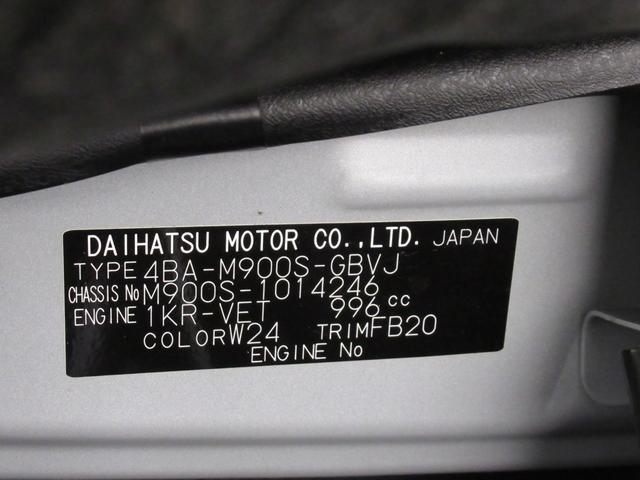 DAIHATSU MOTOR CO.,LTD. JAPAN
TYPE 4BA-M900S-GBVJ
CHASSIS No M900S-1014246
ENGINE 1KR-VET 996 cc
COLOR W24 TRIM FB20
ENGINE No